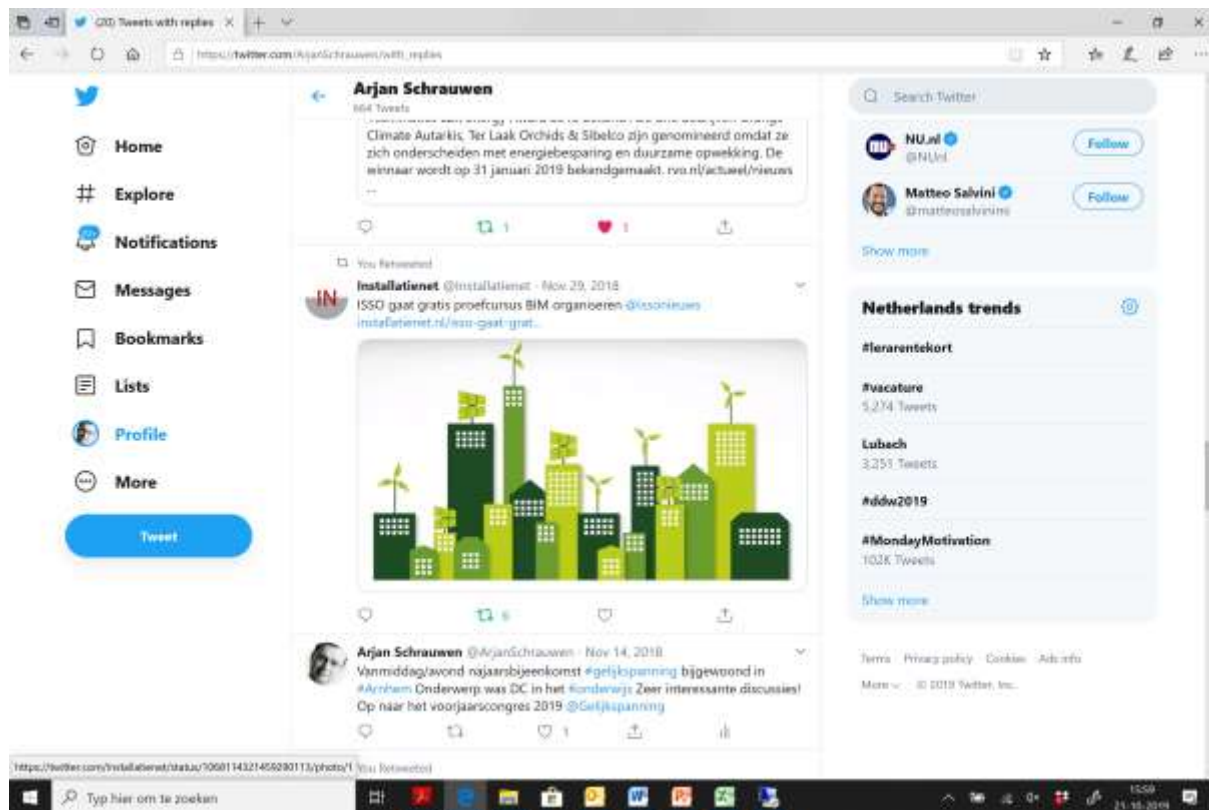 (20) Tweets with replies
https://twitter.com/ArjanSchrauwen/with_replies
Home
Explore
Notifications
Messages
Bookmarks
Lists
Profile
More
Tweet
Arjan Schrauwen
664 Tweets
Climate Autarkis, Ter Laak Orchids & Sibelco zijn genomineerd omdat ze
zich onderscheiden met energiebesparing en duurzame opwekking. De
winnaar wordt op 31 januari 2019 bekendgemaakt. rvo.nl/actueel/nieuws
...
1 1
You Retweeted
Installatienet @Installatienet · Nov 29, 2018
ISSO gaat gratis proefcursus BIM organiseren @issonieuws
installatienet.nl/isso-gaat-grat...
IN
6
Arjan Schrauwen @ArjanSchrauwen · Nov 14, 2018
Vanmiddag/avond najaarsbijeenkomst #gelijkspanning bijgewoond in
#Arnhem Onderwerp was DC in het #onderwijs Zeer interessante discussies!
Op naar het voorjaarscongres 2019 @Gelijkspanning
1
You Retweeted
Search Twitter
NU.nl
@NUnl
Follow
Matteo Salvini
@matteosalvinimi
Follow
Show more
Netherlands trends
#lerarentekort
#vacature
5,274 Tweets
Lubach
3,251 Tweets
#ddw2019
#MondayMotivation
102K Tweets
Show more
Terms Privacy policy Cookies Ads info
More © 2019 Twitter, Inc.
Typ hier om te zoeken
15:59